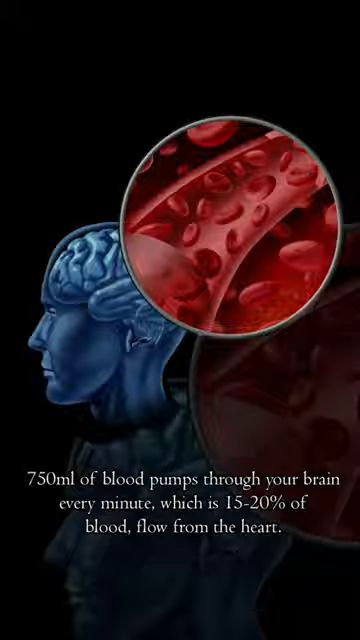 750ml of blood pumps through your brain
every minute, which is 15-20% of
blood, flow from the heart.